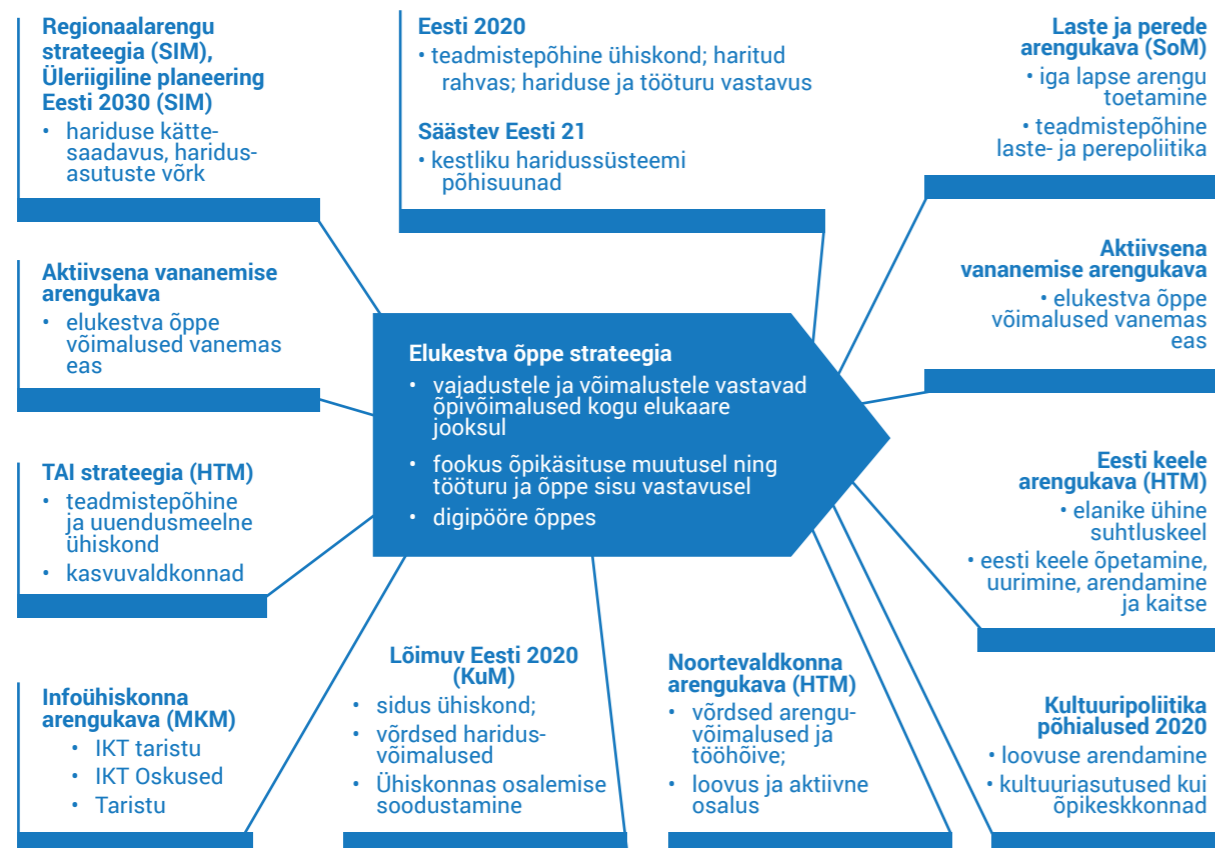 Regionaalarengu
strateegia (SIM),
Üleriigiline planeering
Eesti 2030 (SIM)
• hariduse kätte-
saadavus, haridus-
asutuste võrk
Eesti 2020
• teadmistepõhine ühiskond; haritud
rahvas; hariduse ja tööturu vastavus
Säästev Eesti 21
• kestliku haridussüsteemi
põhisuunad
Laste ja perede
arengukava (SoM)
• iga lapse arengu
toetamine
• teadmistepõhine
laste- ja perepoliitika
Aktiivsena vananemise
arengukava
• elukestva õppe
võimalused vanemas
eas
Elukestva õppe strateegia
• vajadustele ja võimalustele vastavad
õpivõimalused kogu elukaare
jooksul
• fookus õpikäsituse muutusel ning
tööturu ja õppe sisu vastavusel
• digipööre õppes
Aktiivsena
vananemise arengukava
• elukestva õppe
võimalused vanemas
eas
TAI strateegia (HTM)
• teadmistepõhine
ja uuendusmeelne
ühiskond
• kasvuvaldkonnad
Eesti keele
arengukava (HTM)
• elanike ühine
suhtluskeel
• eesti keele õpetamine,
uurimine, arendamine
ja kaitse
Infoühiskonna
arengukava (MKM)
• IKT taristu
• IKT Oskused
• Taristu
Lõimuv Eesti 2020
(KuM)
• sidus ühiskond;
• võrdsed haridus-
võimalused
• Ühiskonnas osalemise
soodustamine
Noortevaldkonna
arengukava (HTM)
• võrdsed arengu-
võimalused ja
tööhõive;
• loovus ja aktiivne
osalus
Kultuuripoliitika
põhialused 2020
• loovuse arendamine
• kultuuriasutused kui
õpikeskkonnad